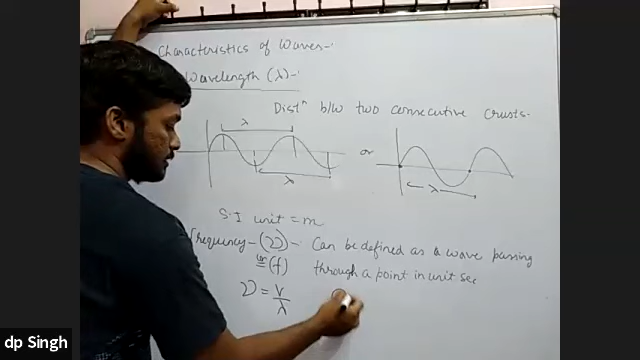 Characteristics of Waves-
Wavelength (λ)-
Distⁿ b/w two consecutive crusts-
λ
λ
or
λ
S.I unit = m
frequency - (ν) - Can be defined as a wave passing
or = (f) through a point in unit sec
ν = v/λ
dp Singh